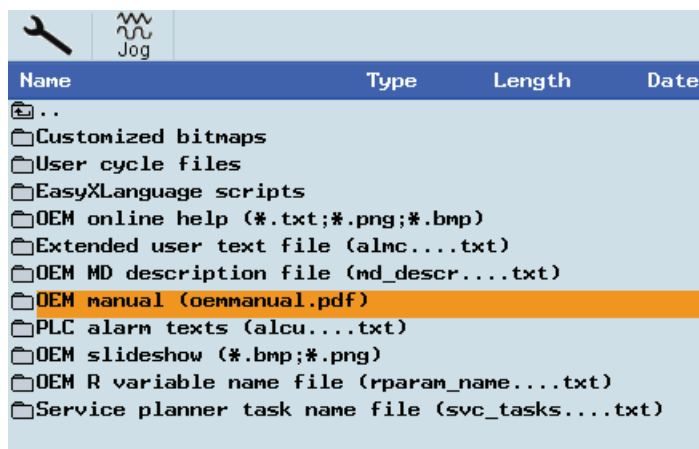 Jog
Name Type Length Date
..
Customized bitmaps
User cycle files
EasyXLanguage scripts
OEM online help (*.txt;*.png;*.bmp)
Extended user text file (almc....txt)
OEM MD description file (md_descr....txt)
OEM manual (oemmanual.pdf)
PLC alarm texts (alcu....txt)
OEM slideshow (*.bmp;*.png)
OEM R variable name file (rparam_name....txt)
Service planner task name file (svc_tasks....txt)